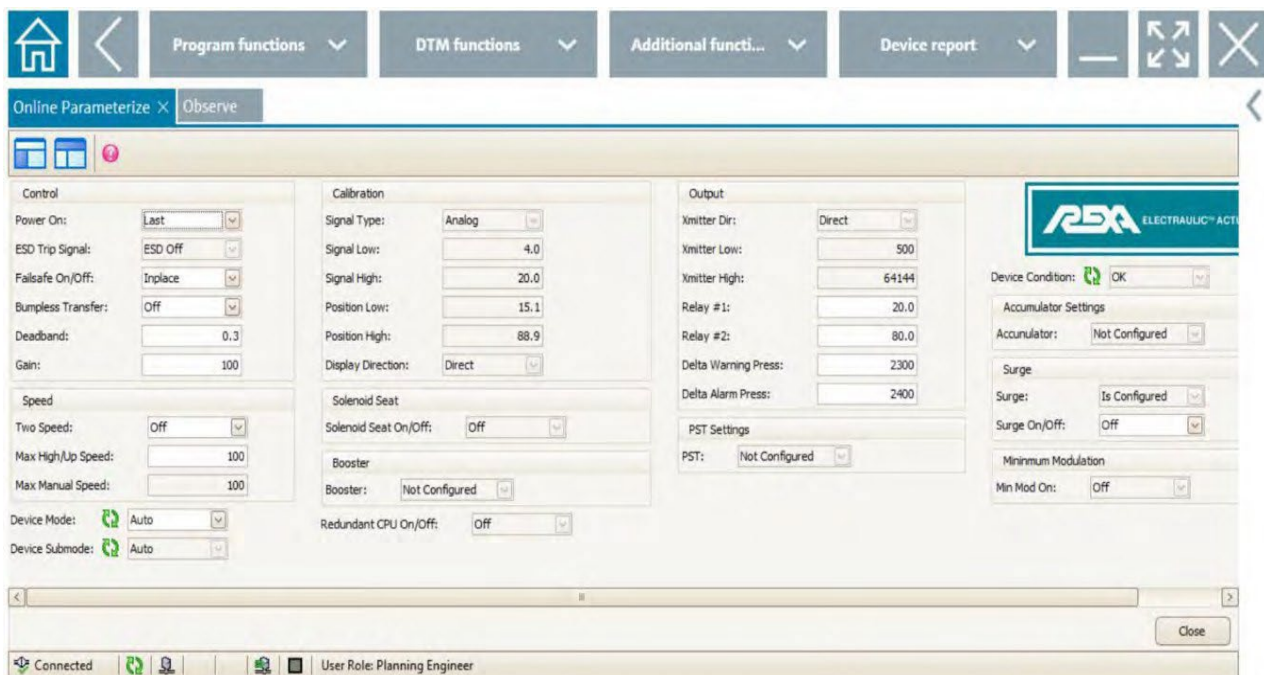 Program functions
DTM functions
Additional functi...
Device report
Online Parameterize
Observe
Control
Power On: Last
ESD Trip Signal: ESD Off
Failsafe On/Off: Inplace
Bumpless Transfer: Off
Deadband: 0.3
Gain: 100
Speed
Two Speed: Off
Max High/Up Speed: 100
Max Manual Speed: 100
Device Mode: Auto
Device Submode: Auto
Calibration
Signal Type: Analog
Signal Low: 4.0
Signal High: 20.0
Position Low: 15.1
Position High: 88.9
Display Direction: Direct
Solenoid Seat
Solenoid Seat On/Off: Off
Booster
Booster: Not Configured
Redundant CPU On/Off: Off
Output
Xmitter Dir: Direct
Xmitter Low: 500
Xmitter High: 64144
Relay #1: 20.0
Relay #2: 80.0
Delta Warning Press: 2300
Delta Alarm Press: 2400
PST Settings
PST: Not Configured
REXA ELECTRAULIC™ ACTU
Device Condition: OK
Accumulator Settings
Accunulator: Not Configured
Surge
Surge: Is Configured
Surge On/Off: Off
Mininmum Modulation
Min Mod On: Off
Close
Connected
User Role: Planning Engineer